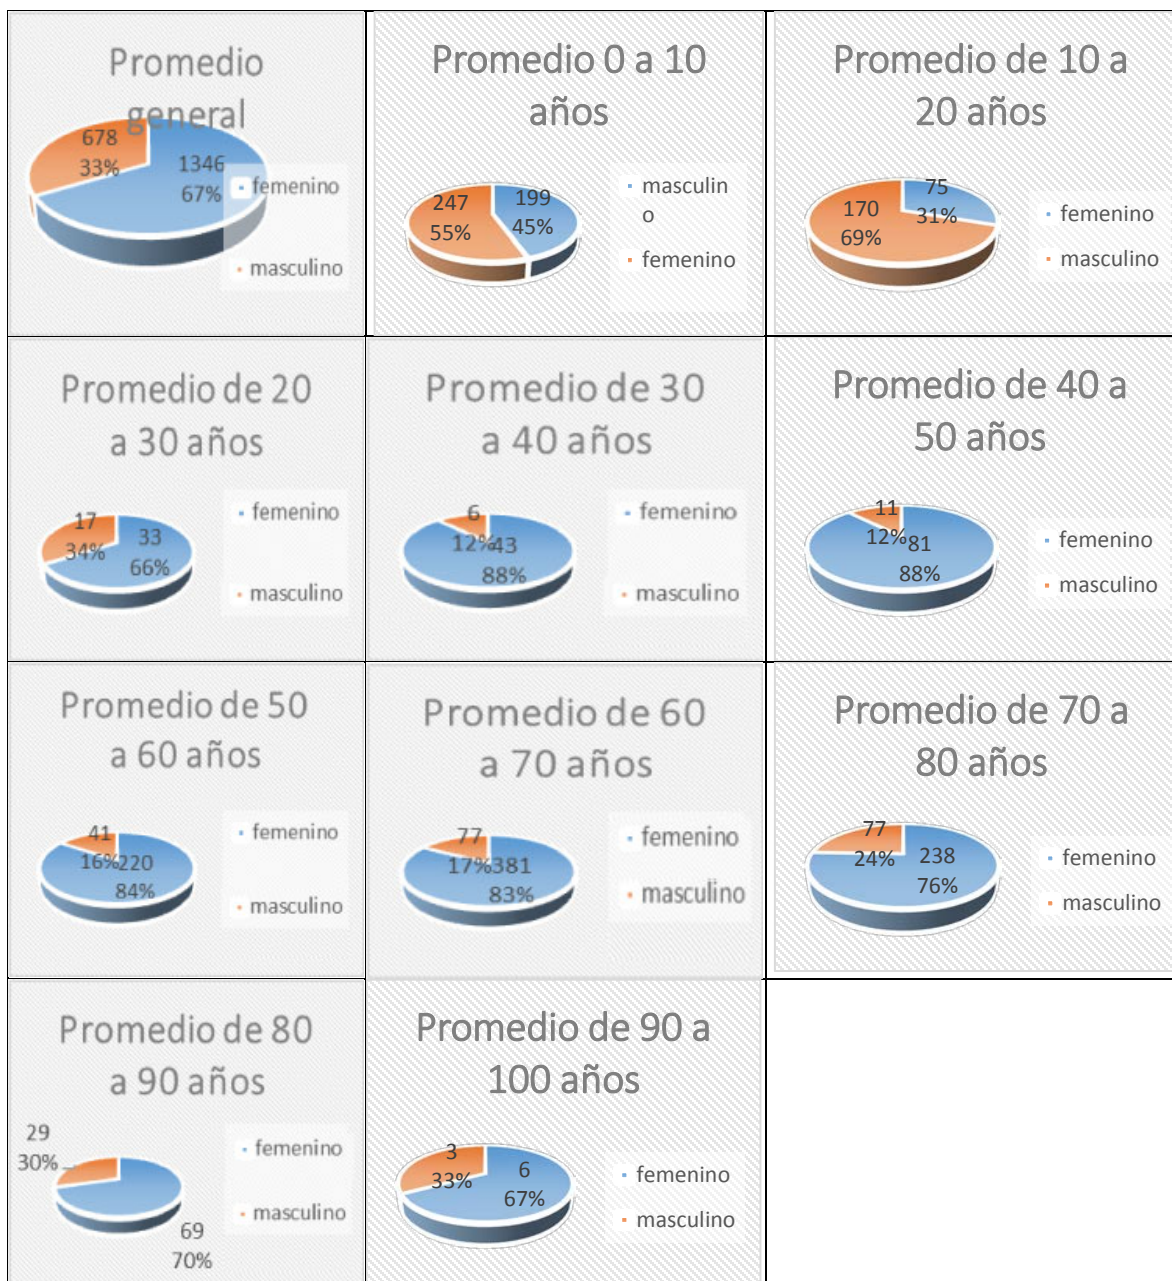 Promedio
general
678
33%
1346
67%
femenino
masculino
Promedio 0 a 10
años
247
55%
199
45%
masculin
o
femenino
Promedio de 10 a
20 años
75
31%
170
69%
femenino
masculino
Promedio de 20
a 30 años
17
34%
33
66%
femenino
masculino
Promedio de 30
a 40 años
6
12%
43
88%
femenino
masculino
Promedio de 40 a
50 años
11
12%
81
88%
femenino
masculino
Promedio de 50
a 60 años
41
16%
220
84%
femenino
masculino
Promedio de 60
a 70 años
77
17%
381
83%
femenino
masculino
Promedio de 70 a
80 años
77
24%
238
76%
femenino
masculino
Promedio de 80
a 90 años
29
30%
69
70%
femenino
masculino
Promedio de 90 a
100 años
3
33%
6
67%
femenino
masculino